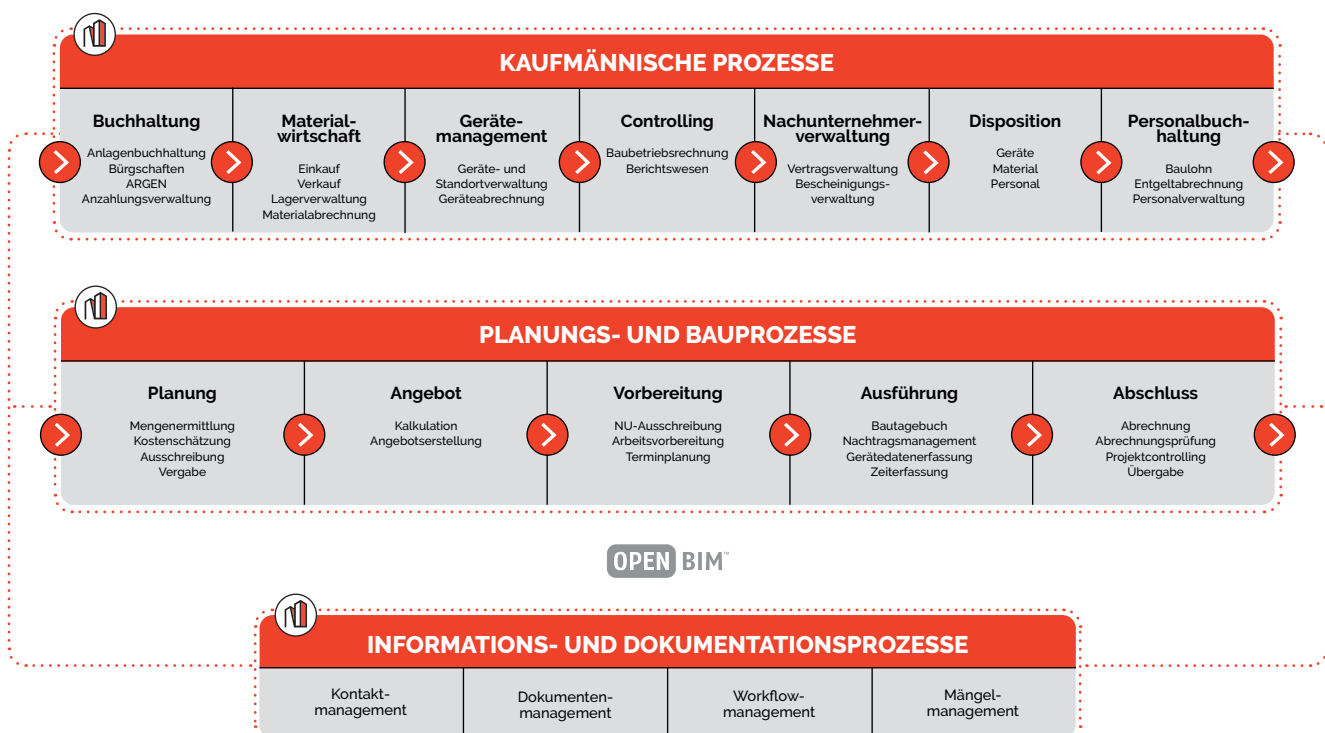 KAUFMÄNNISCHE PROZESSE
Buchhaltung
Anlagenbuchhaltung
Bürgschaften
ARGEN
Anzahlungsverwaltung
Material-
wirtschaft
Einkauf
Verkauf
Lagerverwaltung
Materialabrechnung
Geräte-
management
Geräte- und
Standortverwaltung
Geräteabrechnung
Controlling
Baubetriebsrechnung
Berichtswesen
Nachunternehmer-
verwaltung
Vertragsverwaltung
Bescheinigungs-
verwaltung
Disposition
Geräte
Material
Personal
Personalbuch-
haltung
Baulohn
Entgeltabrechnung
Personalverwaltung
PLANUNGS- UND BAUPROZESSE
Planung
Mengenermittlung
Kostenschätzung
Ausschreibung
Vergabe
Angebot
Kalkulation
Angebotserstellung
Vorbereitung
NU-Ausschreibung
Arbeitsvorbereitung
Terminplanung
Ausführung
Bautagebuch
Nachtragsmanagement
Gerätedatenerfassung
Zeiterfassung
Abschluss
Abrechnung
Abrechnungsprüfung
Projektcontrolling
Übergabe
OPEN BIM™
INFORMATIONS- UND DOKUMENTATIONSPROZESSE
Kontakt-
management
Dokumenten-
management
Workflow-
management
Mängel-
management